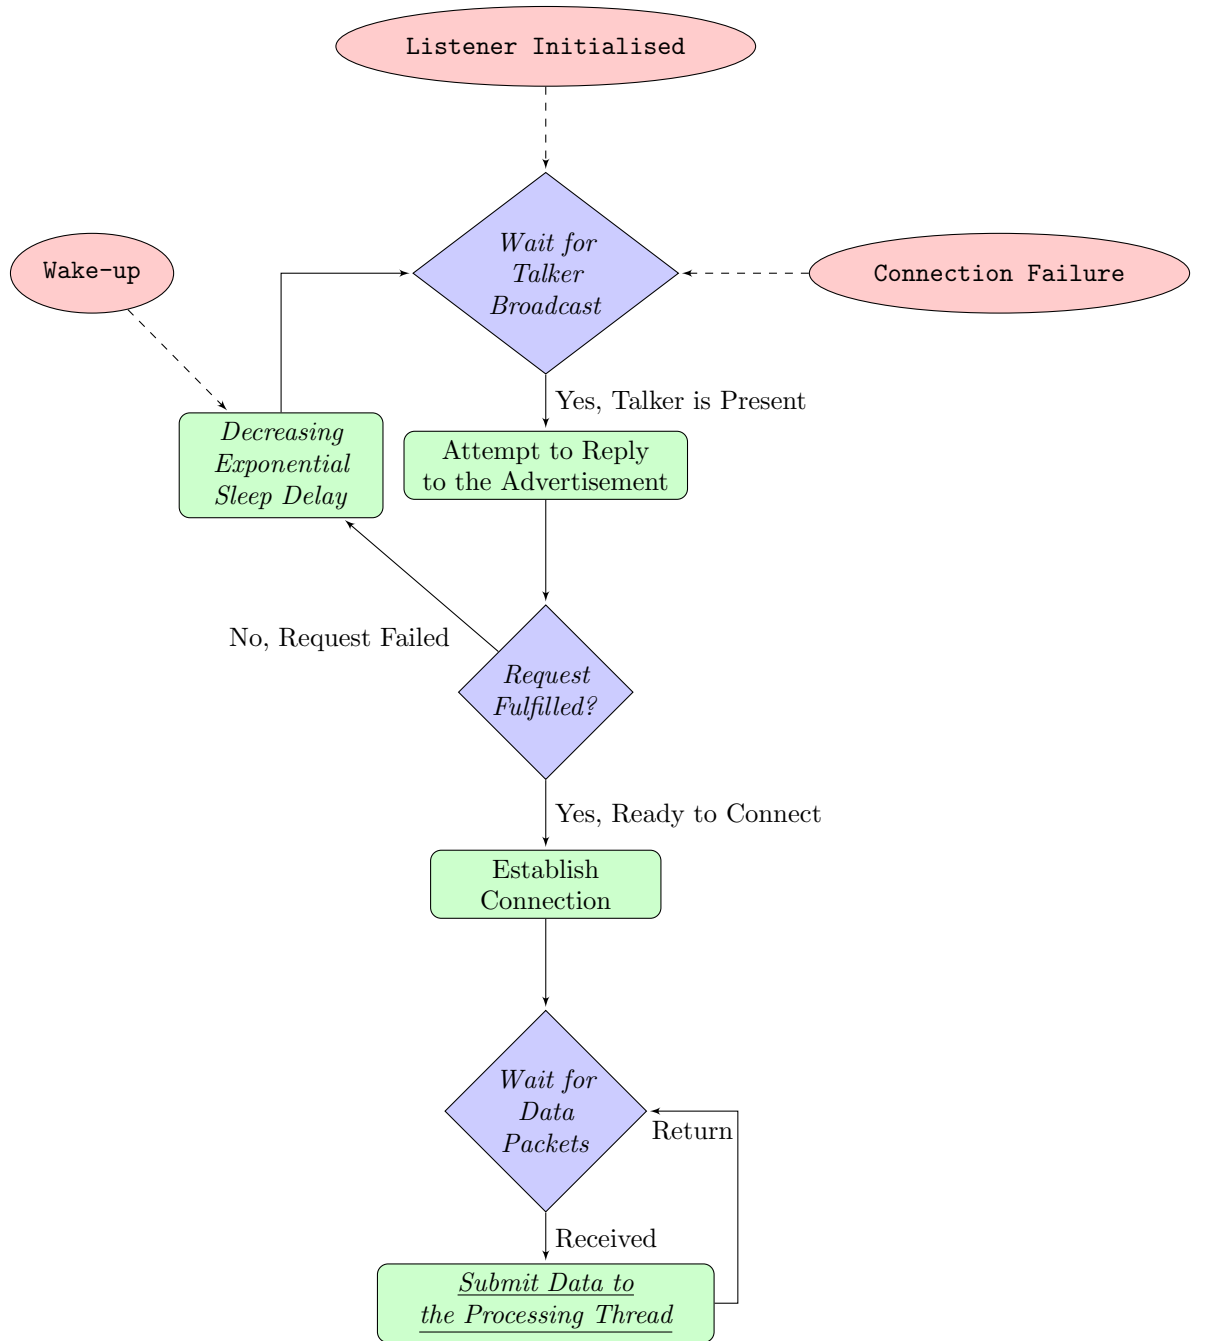 Listener Initialised
Wait for
Talker
Broadcast
Wake-up
Connection Failure
Yes, Talker is Present
Decreasing
Exponential
Sleep Delay
Attempt to Reply
to the Advertisement
No, Request Failed
Request
Fulfilled?
Yes, Ready to Connect
Establish
Connection
Wait for
Data
Packets
Return
Received
Submit Data to
the Processing Thread